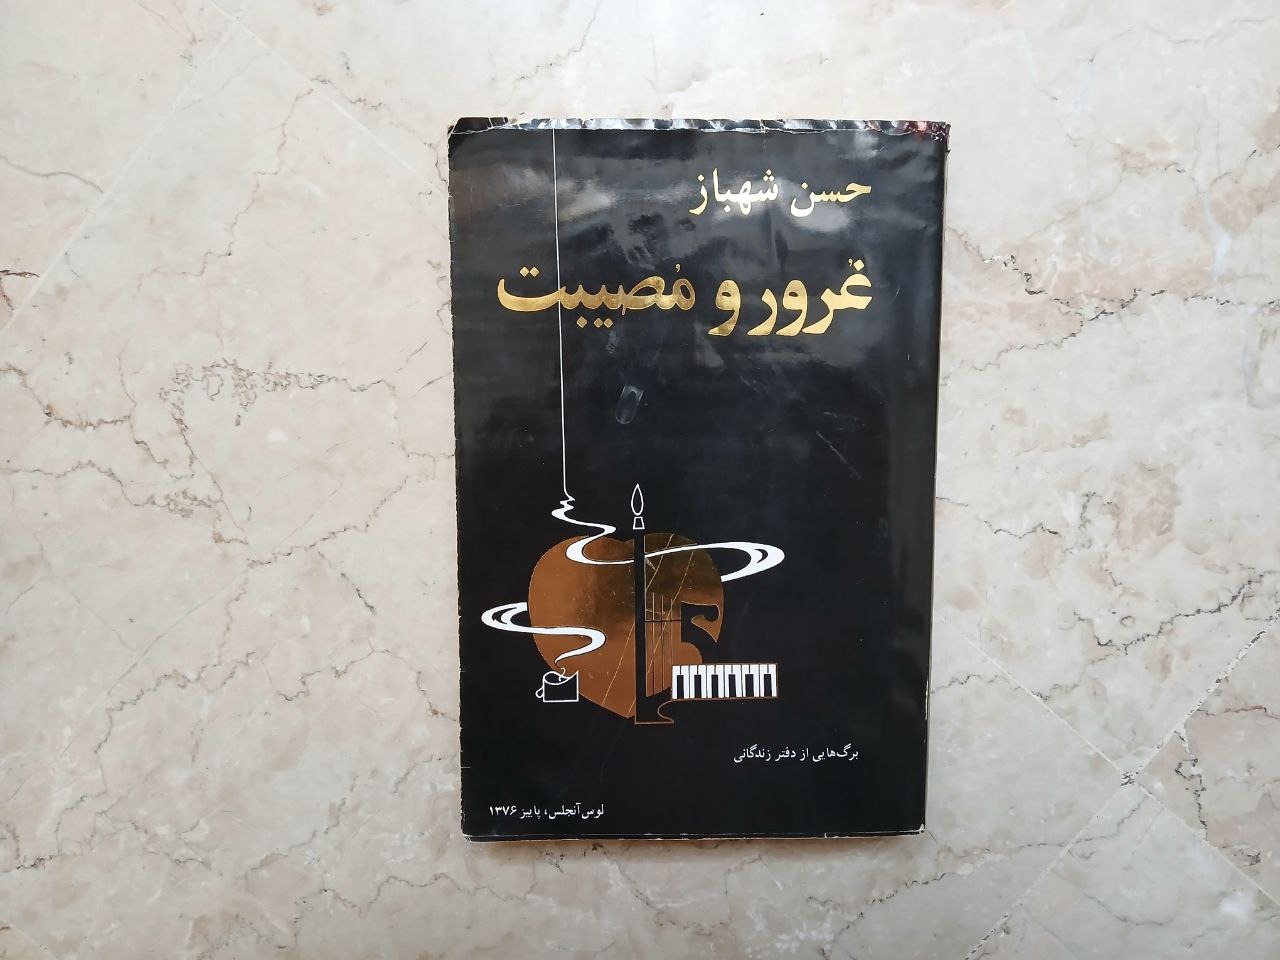 حسن شهباز
غُرور و مُصیبت
برگ‌هایی از دفتر زندگانی
لوس آنجلس، پاییز ۱۳۷۶